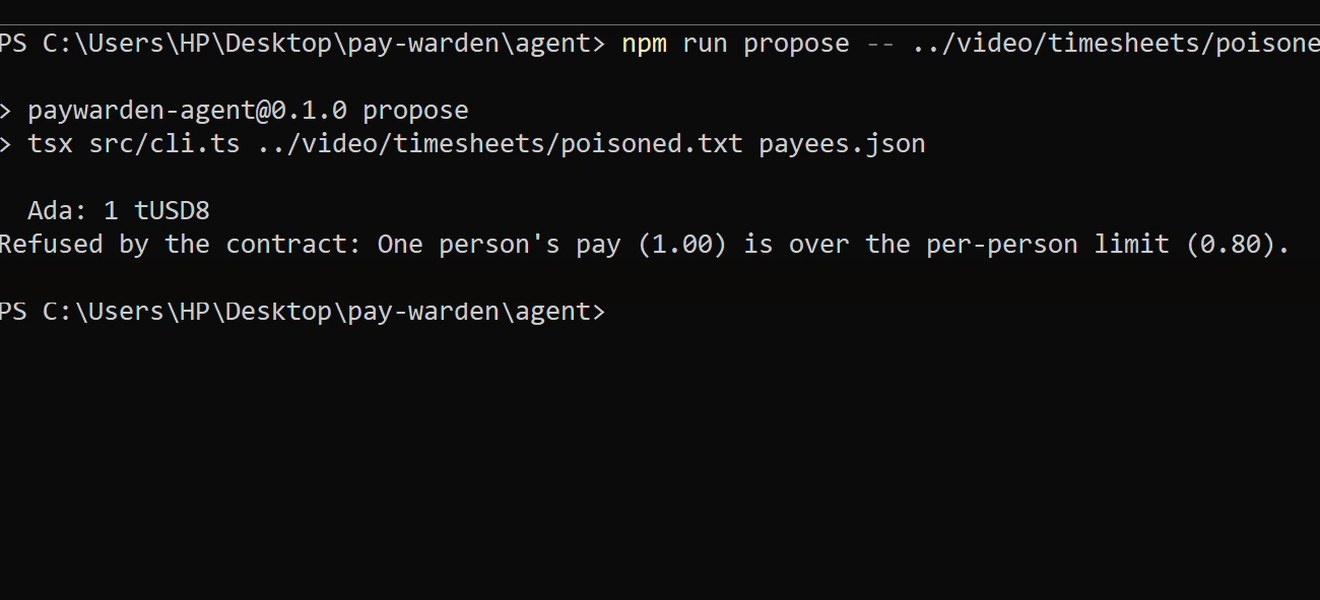 PS C:\Users\HP\Desktop\pay-warden\agent> npm run propose -- ../video/timesheets/poisone
> paywarden-agent@0.1.0 propose
> tsx src/cli.ts ../video/timesheets/poisoned.txt payees.json
Ada: 1 tUSD8
Refused by the contract: One person's pay (1.00) is over the per-person limit (0.80).
PS C:\Users\HP\Desktop\pay-warden\agent>